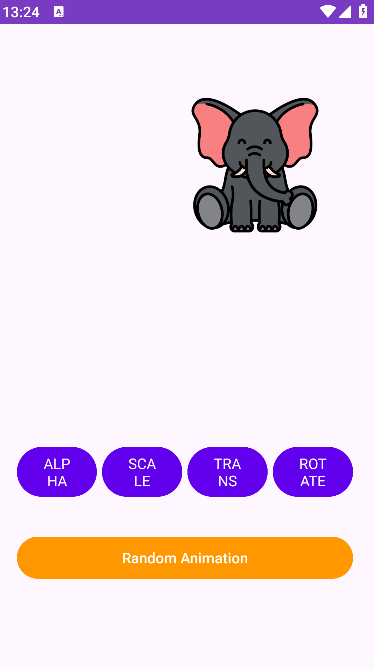 13:24
A
ALP
HA
SCA
LE
TRA
NS
ROT
ATE
Random Animation